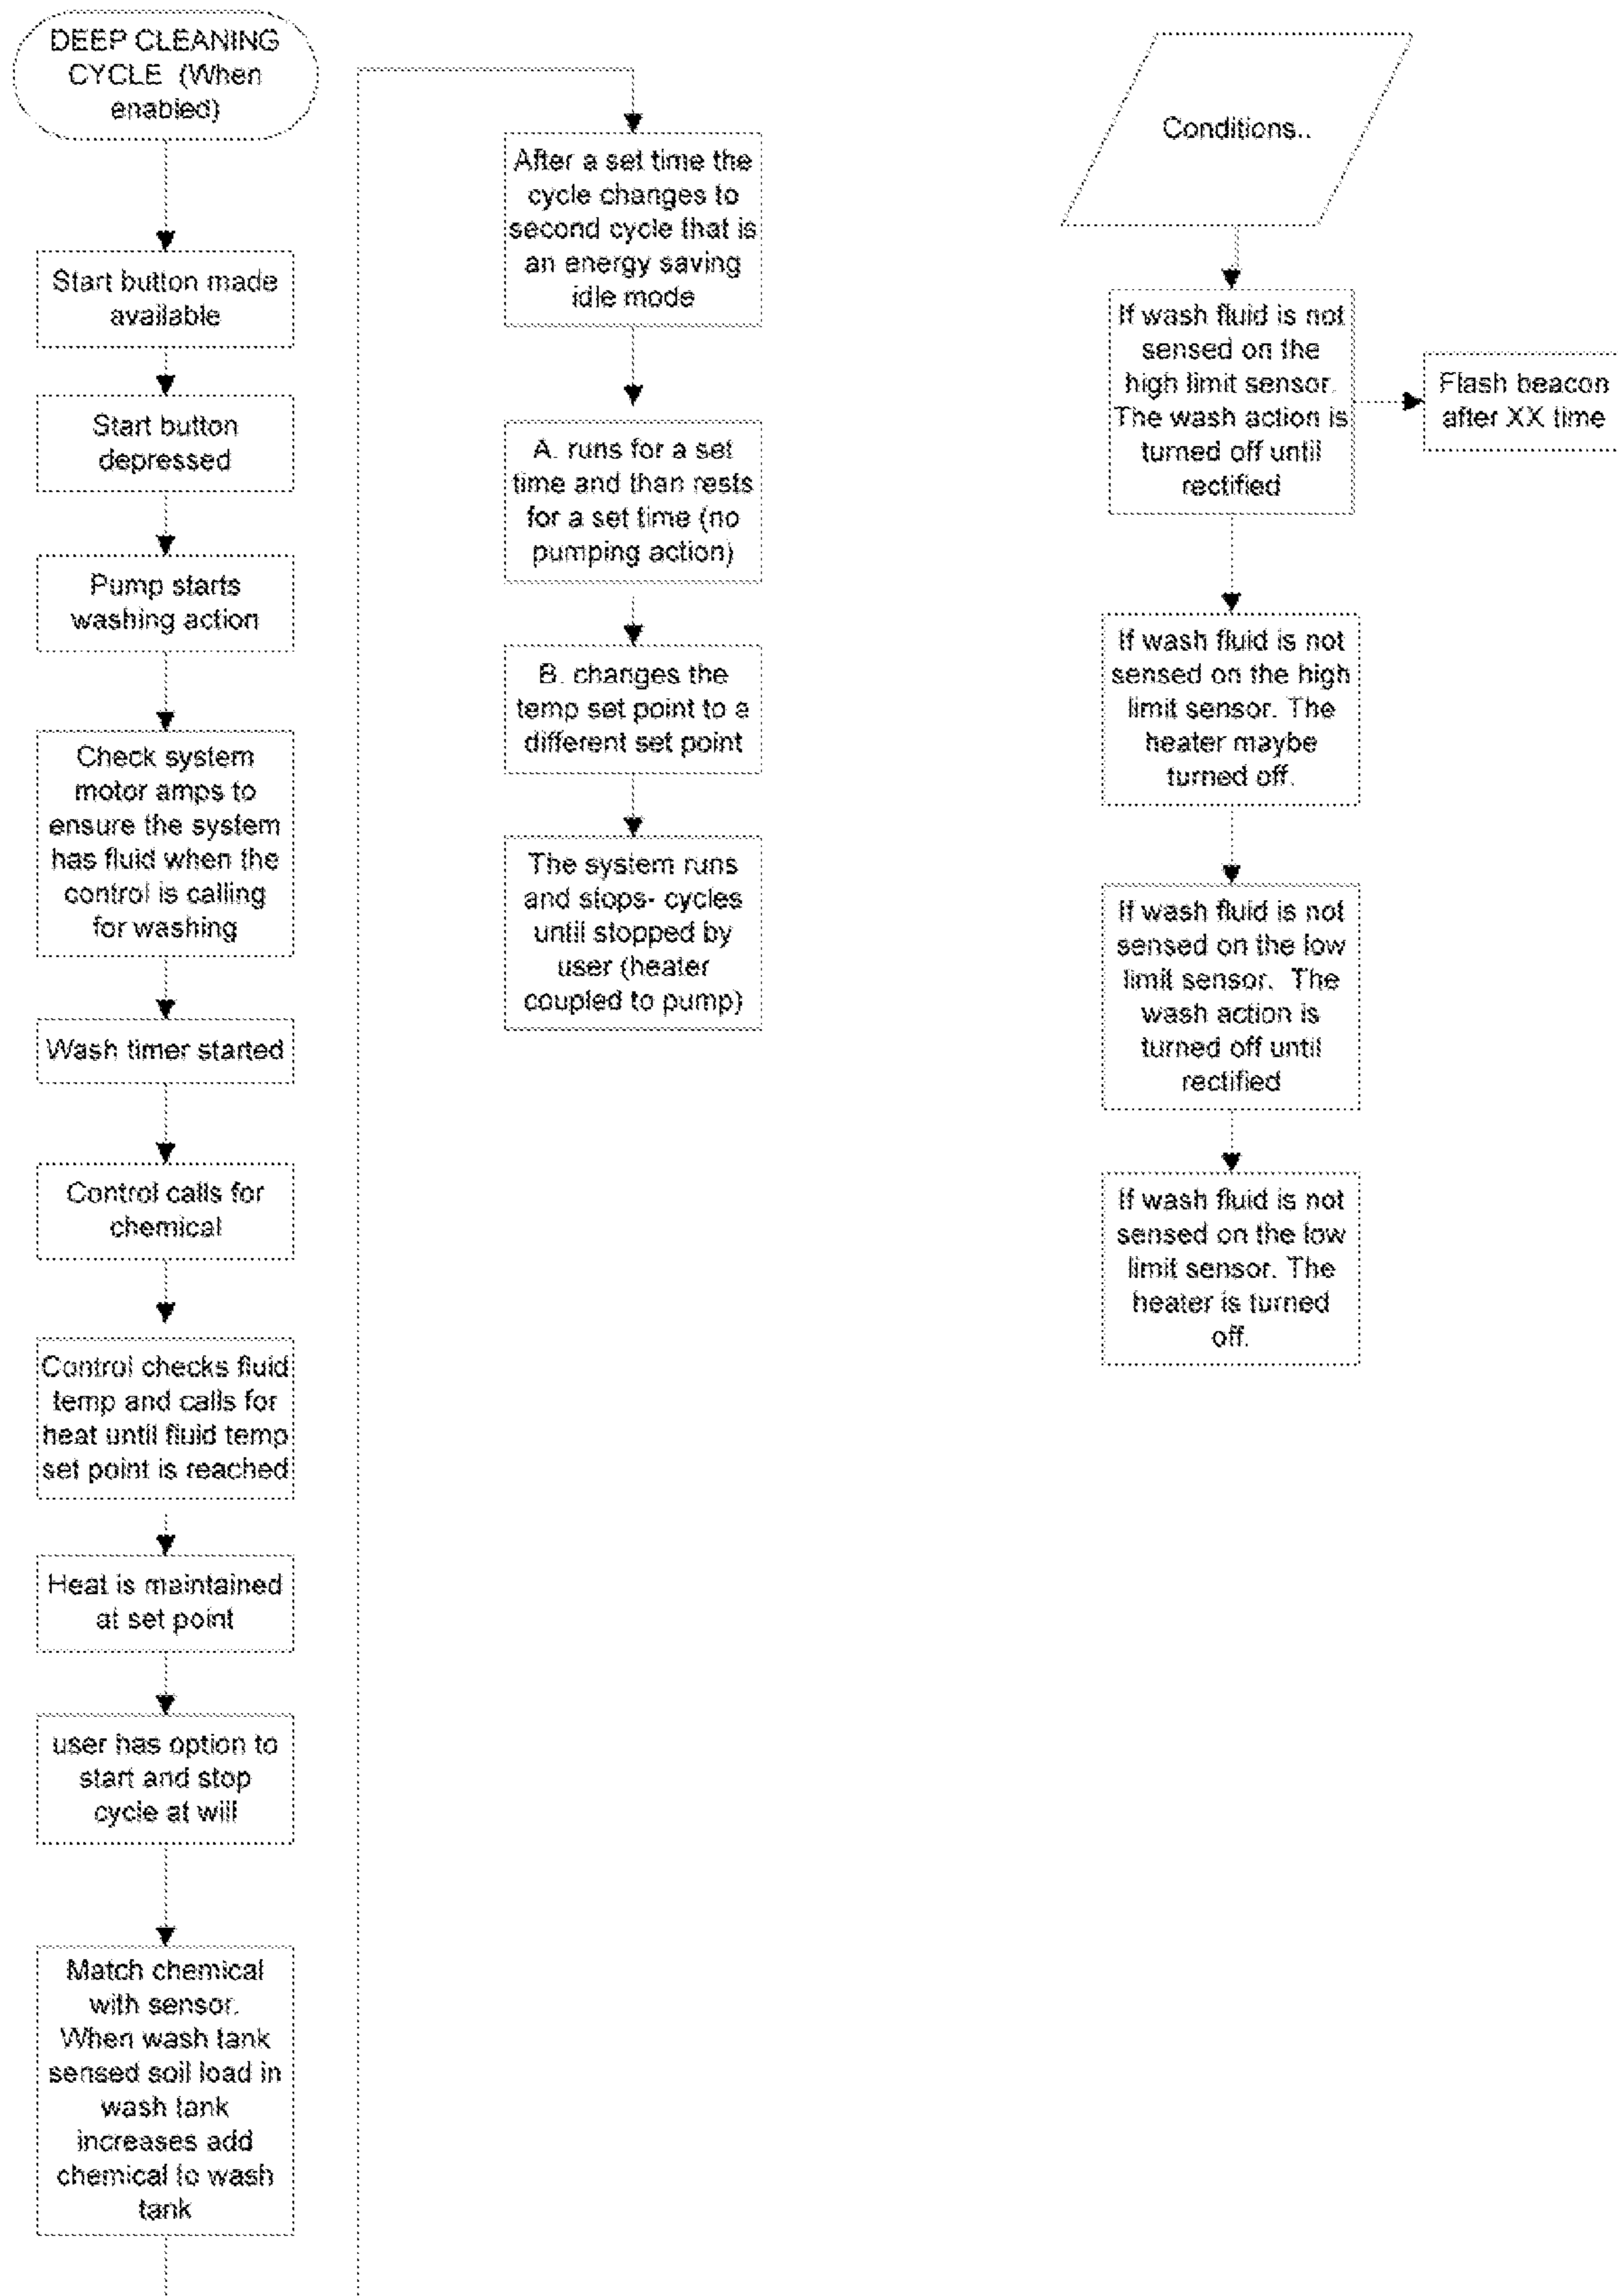 DEEP CLEANING
CYCLE (When
enabled)
Start button made
available
Start button
depressed
Pump starts
washing action
Check system
motor amps to
ensure the system
has fluid when the
control is calling
for washing
Wash timer started
Control calls for
chemical
Control checks fluid
temp and calls for
heat until fluid temp
set point is reached
Heat is maintained
at set point
user has option to
start and stop
cycle at will
Match chemical
with sensor.
When wash tank
sensed soil load in
wash tank
increases add
chemical to wash
tank
After a set time the
cycle changes to
second cycle that is
an energy saving
idle mode
A. runs for a set
time and than rests
for a set time (no
pumping action)
B. changes the
temp set point to a
different set point
The system runs
and stops- cycles
until stopped by
user (heater
coupled to pump)
Conditions..
If wash fluid is not
sensed on the
high limit sensor.
The wash action is
turned off until
rectified
Flash beacon
after XX time
If wash fluid is not
sensed on the high
limit sensor. The
heater maybe
turned off.
If wash fluid is not
sensed on the low
limit sensor. The
wash action is
turned off until
rectified
If wash fluid is not
sensed on the low
limit sensor. The
heater is turned
off.